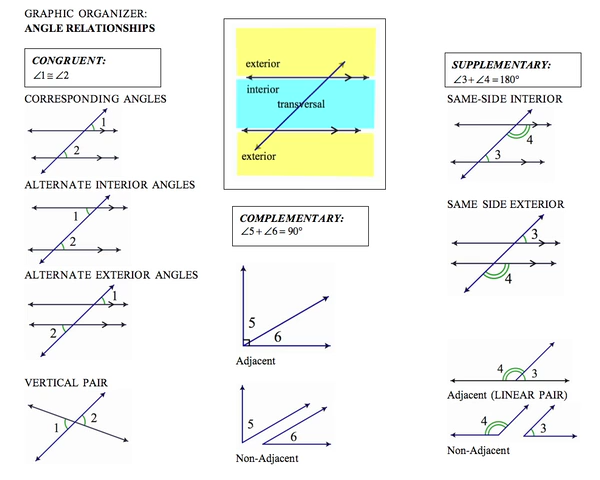 GRAPHIC ORGANIZER:
ANGLE RELATIONSHIPS
CONGRUENT:
∠1 ≅ ∠2
CORRESPONDING ANGLES
1
2
ALTERNATE INTERIOR ANGLES
1
2
ALTERNATE EXTERIOR ANGLES
1
2
VERTICAL PAIR
1
2
exterior
interior
transversal
exterior
COMPLEMENTARY:
∠5 + ∠6 = 90°
5
6
Adjacent
5
6
Non-Adjacent
SUPPLEMENTARY:
∠3 + ∠4 = 180°
SAME-SIDE INTERIOR
4
3
SAME SIDE EXTERIOR
3
4
4
3
Adjacent (LINEAR PAIR)
4
3
Non-Adjacent